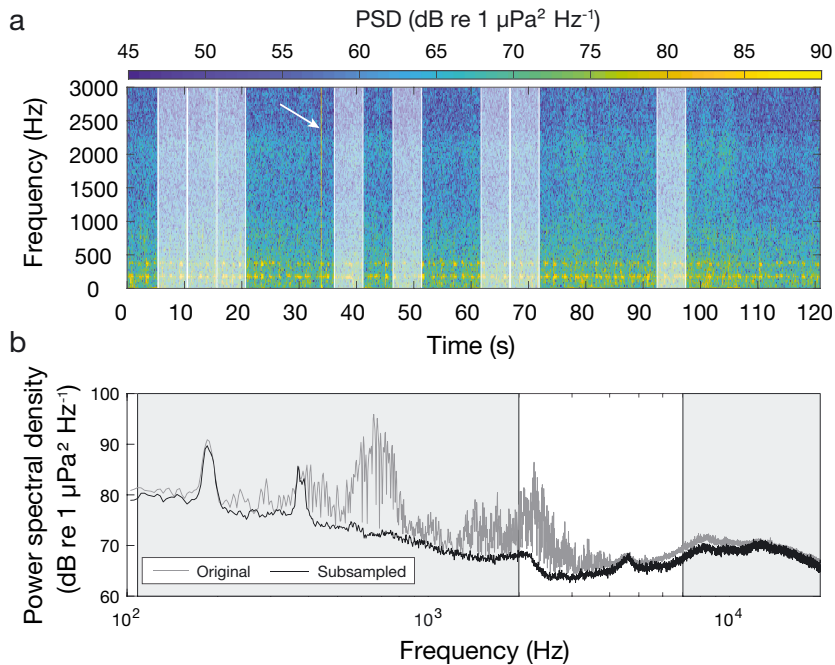 a
PSD (dB re 1 µPa² Hz⁻¹)
45 50 55 60 65 70 75 80 85 90
Frequency (Hz)
3000
2500
2000
1500
1000
500
0
0 10 20 30 40 50 60 70 80 90 100 110 120
Time (s)
b
Power spectral density
(dB re 1 µPa² Hz⁻¹)
100
90
80
70
60
Original Subsampled
10² 10³ 10⁴
Frequency (Hz)